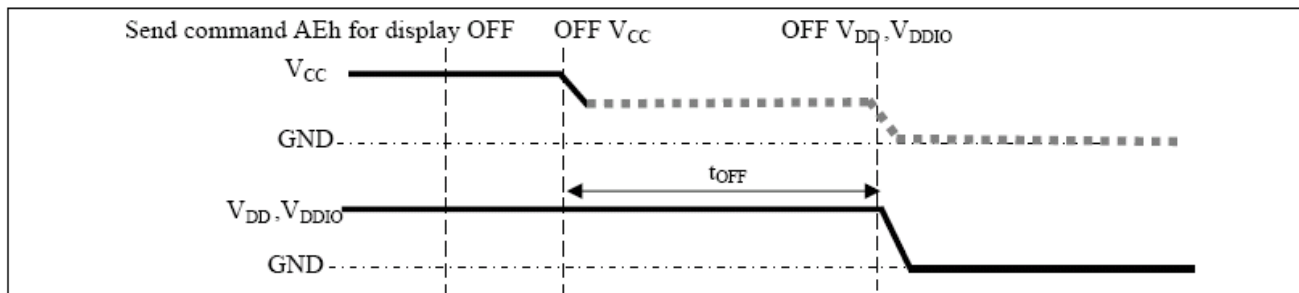 Send command AEh for display OFF OFF VCC OFF VDD ,VDDIO
VCC
GND
tOFF
VDD ,VDDIO
GND